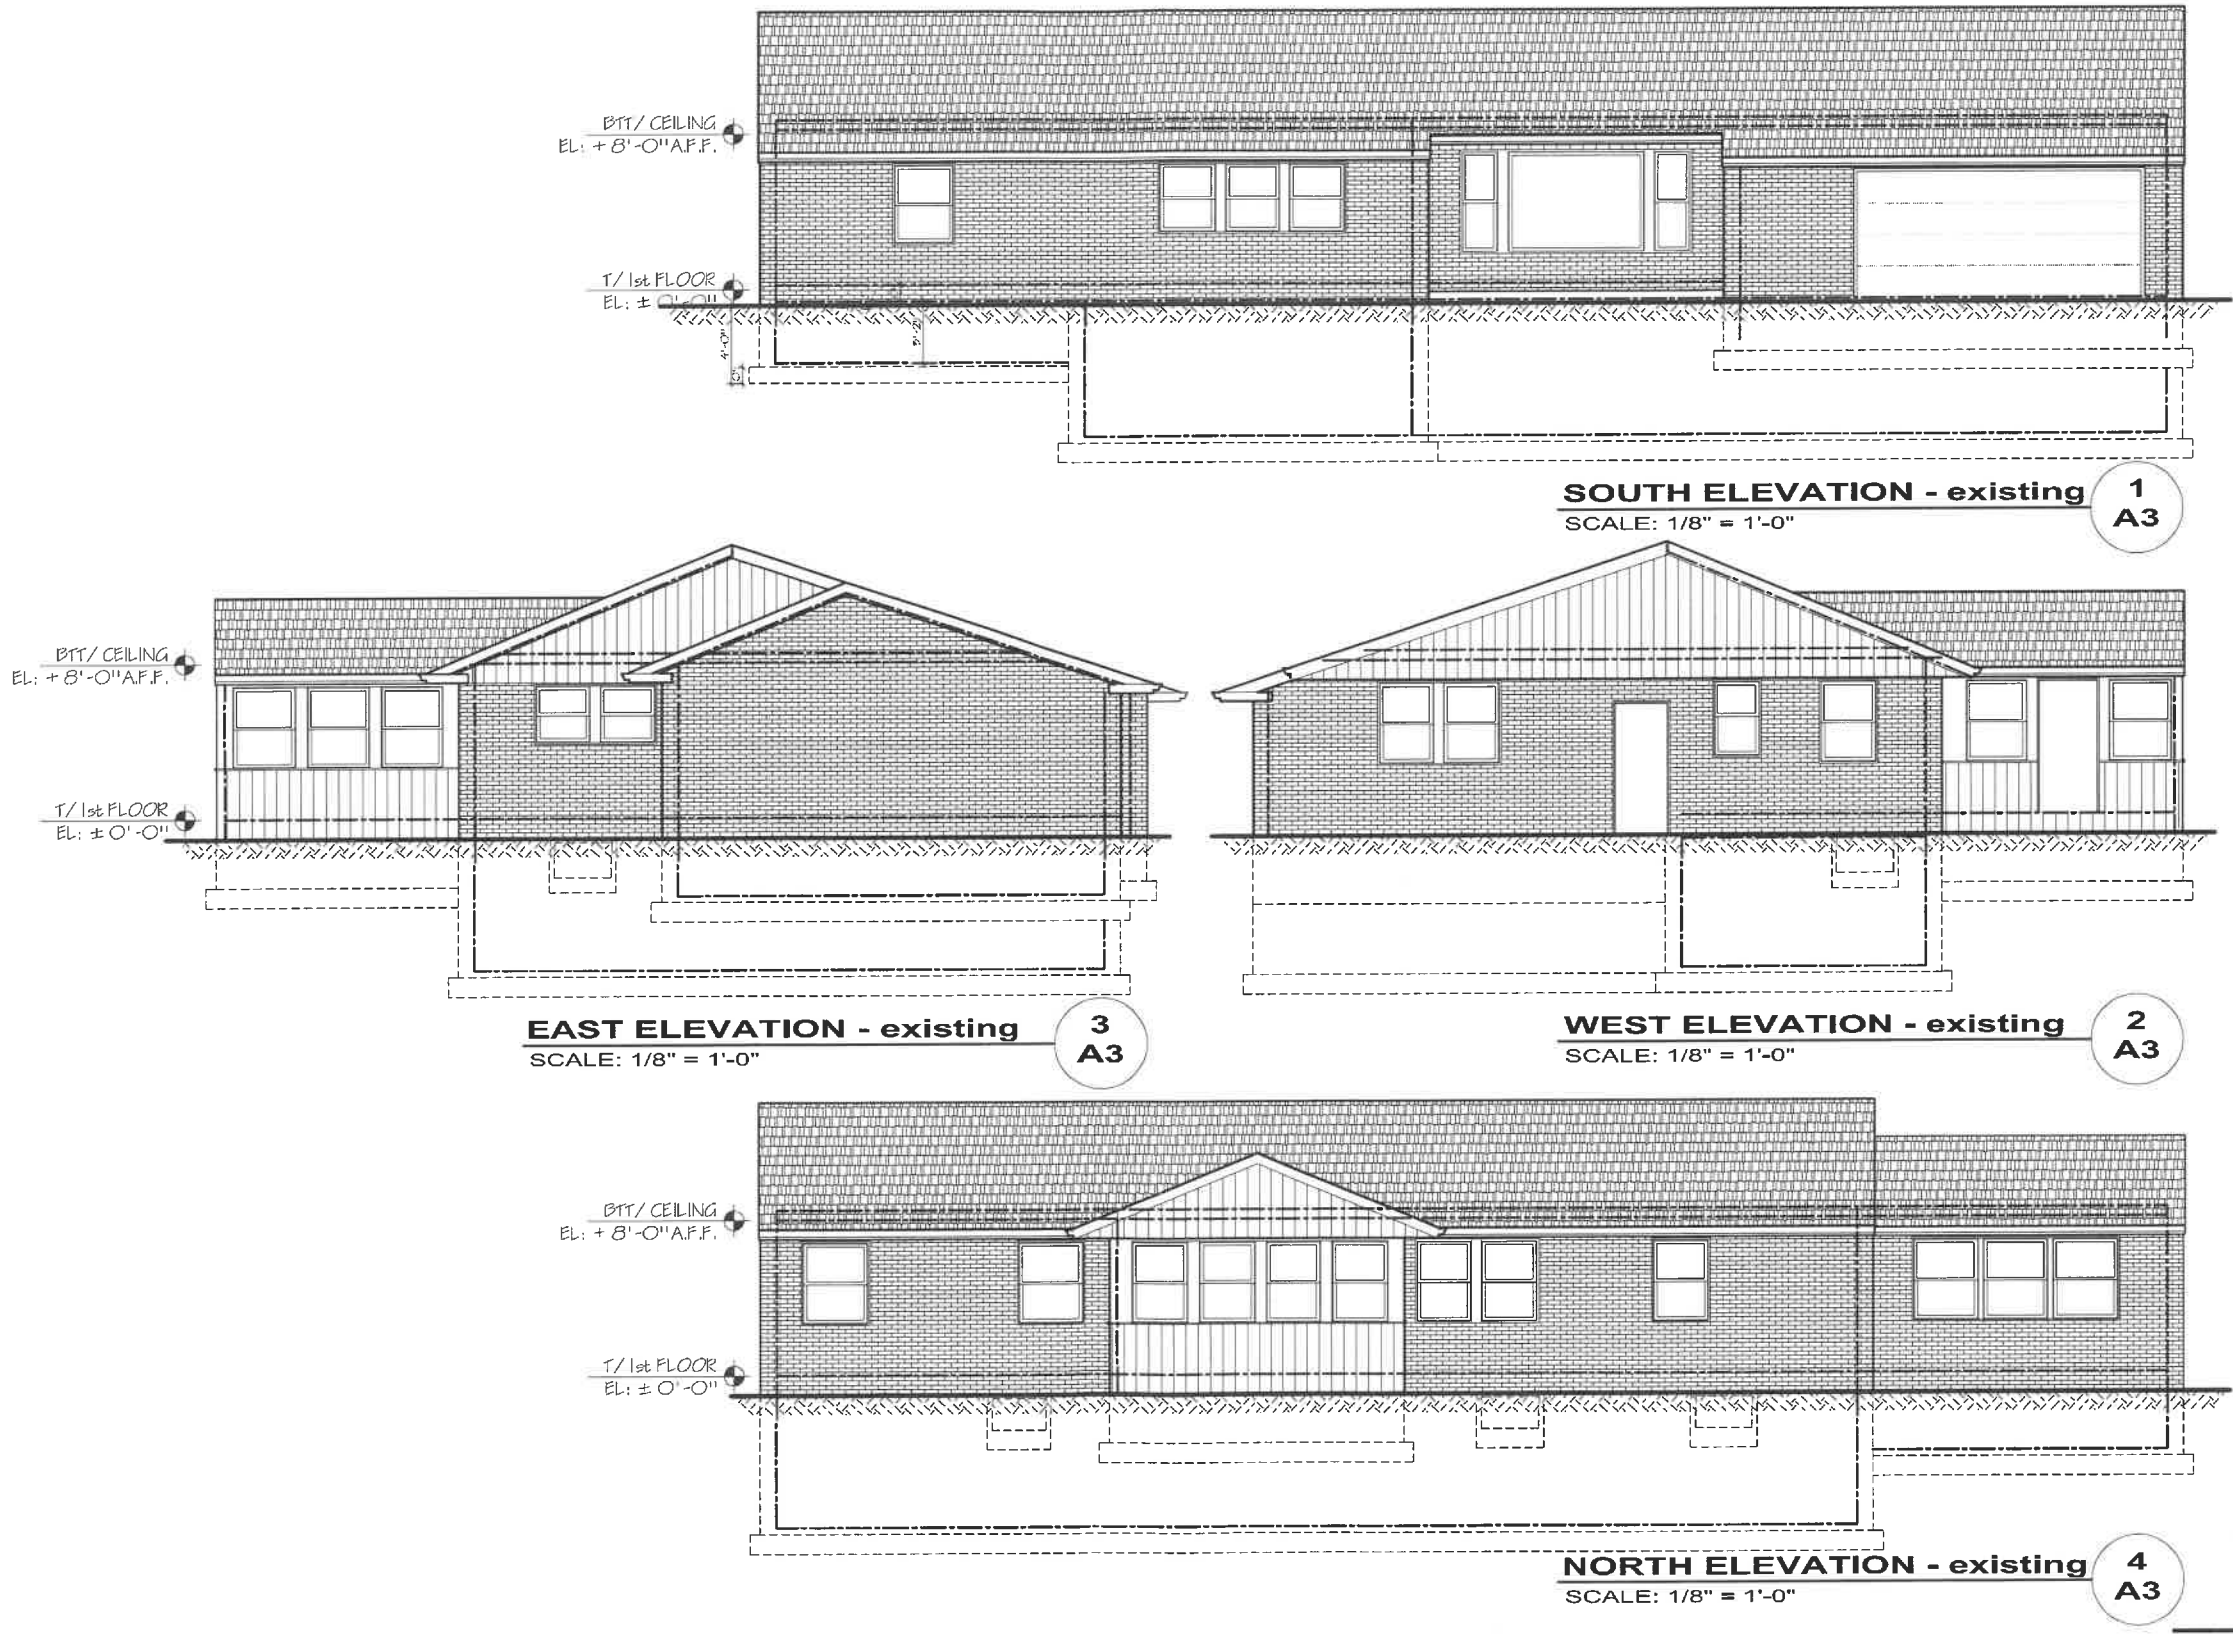 BTT/ CEILING
EL: + 8'-0" A.F.F.
T/ 1st FLOOR
EL: ± 0'-0"
4'-0"
SOUTH ELEVATION - existing
SCALE: 1/8" = 1'-0"
1
A3
BTT/ CEILING
EL: + 8'-0" A.F.F.
T/ 1st FLOOR
EL: ± 0'-0"
EAST ELEVATION - existing
SCALE: 1/8" = 1'-0"
3
A3
WEST ELEVATION - existing
SCALE: 1/8" = 1'-0"
2
A3
BTT/ CEILING
EL: + 8'-0" A.F.F.
T/ 1st FLOOR
EL: ± 0'-0"
NORTH ELEVATION - existing
SCALE: 1/8" = 1'-0"
4
A3